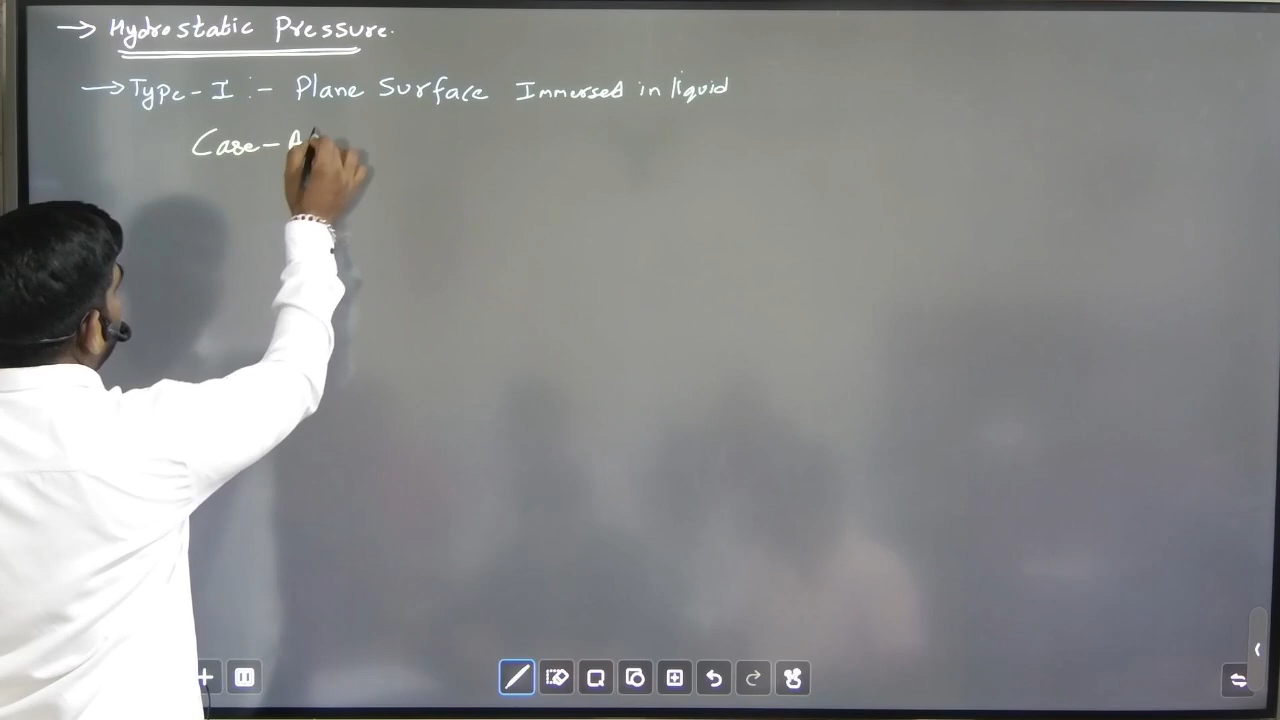 → Hydrostatic Pressure.
→ Type - I :- Plane Surface Immersed in liquid
Case - A